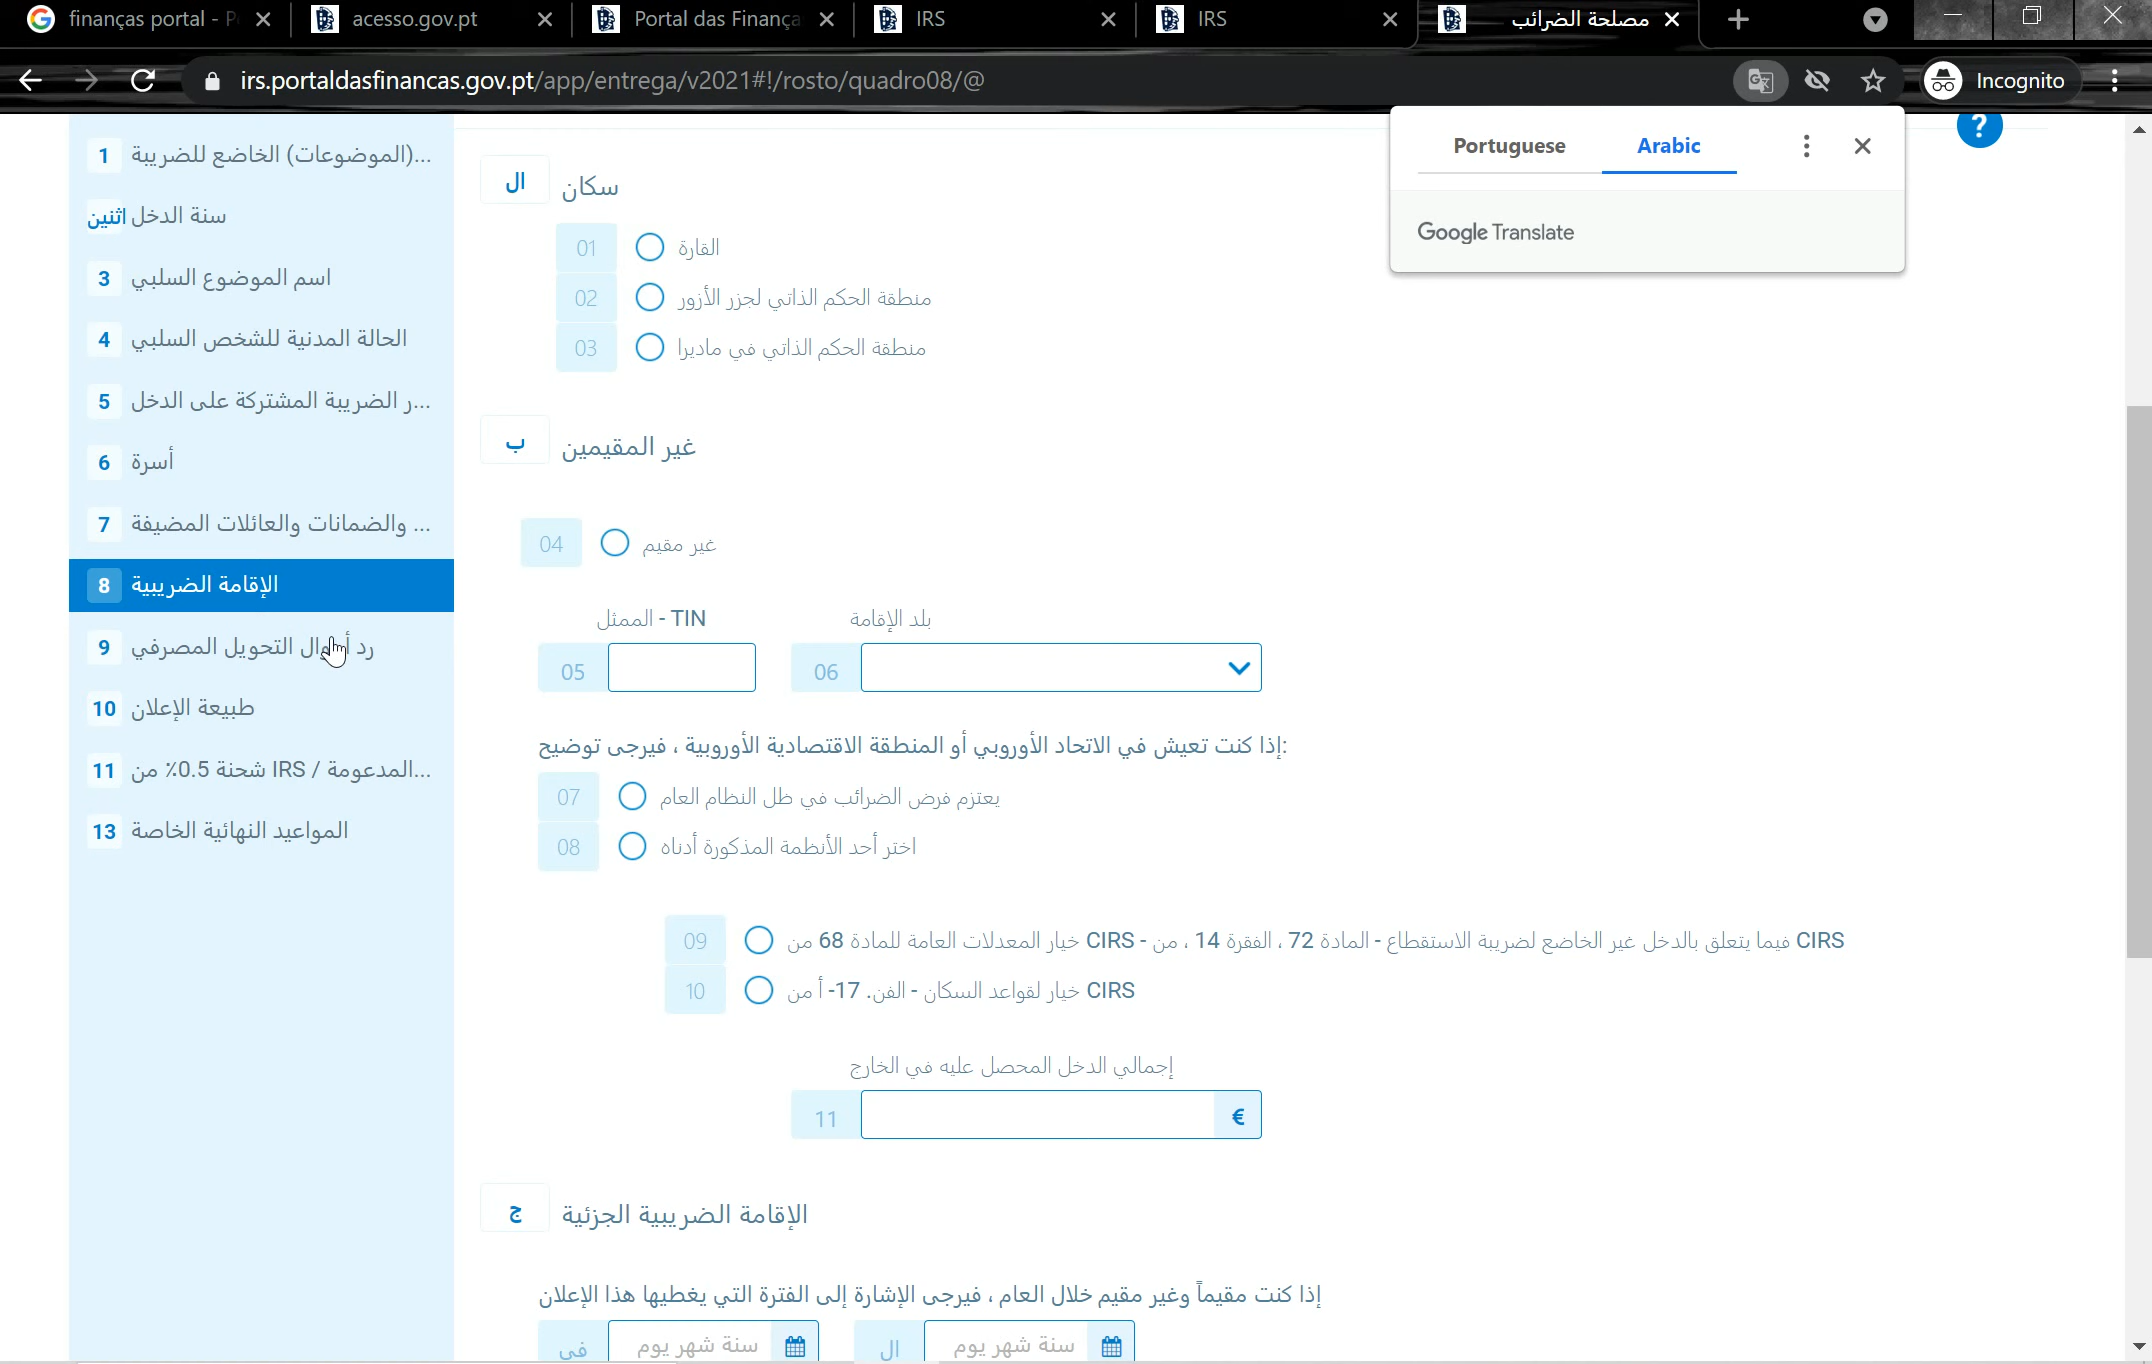 finanças portal - P
acesso.gov.pt
Portal das Finança
IRS
IRS
مصلحة الضرائب
irs.portaldasfinancas.gov.pt/app/entrega/v2021#!/rosto/quadro08/@
Incognito
Portuguese
Arabic
Google Translate
?
1 ...(الموضوعات) الخاضع للضريبة
اثنين سنة الدخل
3 اسم الموضوع السلبي
4 الحالة المدنية للشخص السلبي
5 ...ر الضريبة المشتركة على الدخل
6 أسرة
7 ... والضمانات والعائلات المضيفة
8 الإقامة الضريبية
9 رد أموال التحويل المصرفي
10 طبيعة الإعلان
11 ...المدعومة / IRS شحنة 0.5٪ من
13 المواعيد النهائية الخاصة
ال سكان
01 القارة
02 منطقة الحكم الذاتي لجزر الأزور
03 منطقة الحكم الذاتي في ماديرا
ب غير المقيمين
04 غير مقيم
TIN - الممثل
بلد الإقامة
05
06
إذا كنت تعيش في الاتحاد الأوروبي أو المنطقة الاقتصادية الأوروبية ، فيرجى توضيح:
07 يعتزم فرض الضرائب في ظل النظام العام
08 اختر أحد الأنظمة المذكورة أدناه
09 CIRS فيما يتعلق بالدخل غير الخاضع لضريبة الاستقطاع - المادة 72 ، الفقرة 14 ، من - CIRS خيار المعدلات العامة للمادة 68 من
10 CIRS خيار لقواعد السكان - الفن. 17- أ من
إجمالي الدخل المحصل عليه في الخارج
11 €
ج الإقامة الضريبية الجزئية
إذا كنت مقيماً وغير مقيم خلال العام ، فيرجى الإشارة إلى الفترة التي يغطيها هذا الإعلان
في سنة شهر يوم
ال سنة شهر يوم